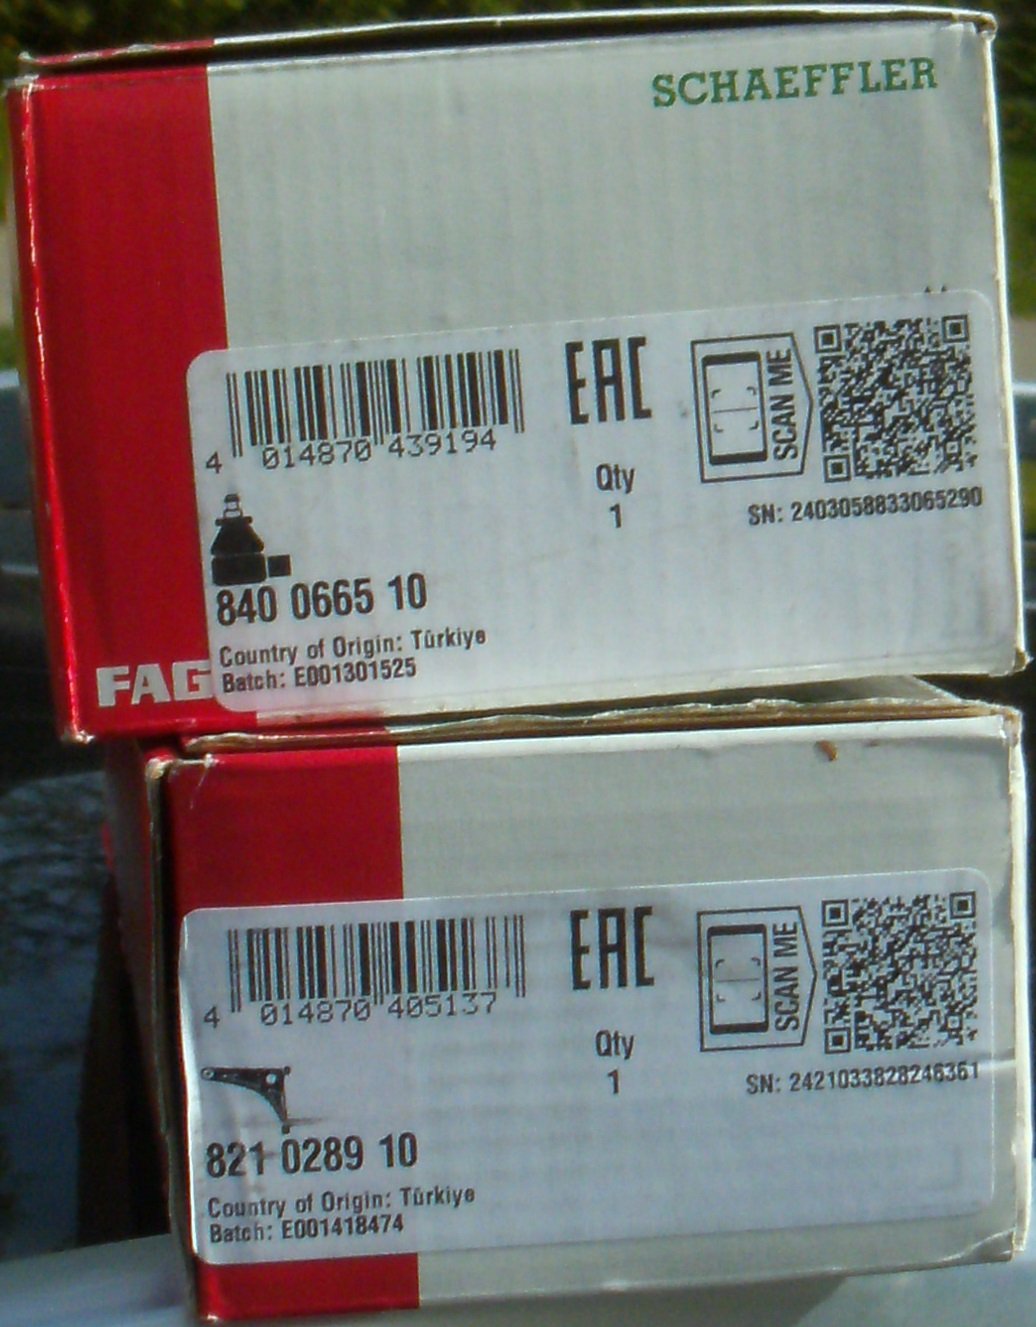 SCHAEFFLER
4 014870 439194
EAC
SCAN ME
Qty
1
SN: 2403058833065290
840 0665 10
Country of Origin: Türkiye
Batch: E001301525
FAG
4 014870 405137
EAC
SCAN ME
Qty
1
SN: 2421033828246361
821 0289 10
Country of Origin: Türkiye
Batch: E001418474